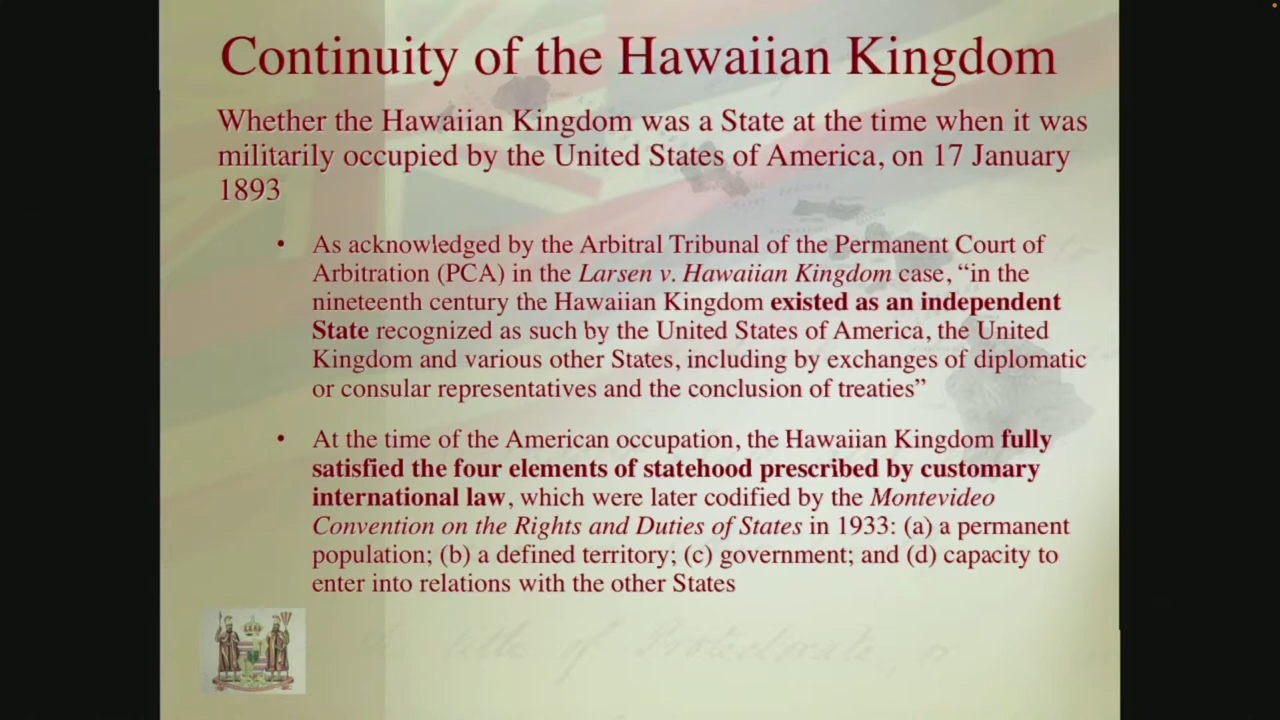 Continuity of the Hawaiian Kingdom
Whether the Hawaiian Kingdom was a State at the time when it was
militarily occupied by the United States of America, on 17 January
1893
• As acknowledged by the Arbitral Tribunal of the Permanent Court of
Arbitration (PCA) in the Larsen v. Hawaiian Kingdom case, “in the
nineteenth century the Hawaiian Kingdom existed as an independent
State recognized as such by the United States of America, the United
Kingdom and various other States, including by exchanges of diplomatic
or consular representatives and the conclusion of treaties”
• At the time of the American occupation, the Hawaiian Kingdom fully
satisfied the four elements of statehood prescribed by customary
international law, which were later codified by the Montevideo
Convention on the Rights and Duties of States in 1933: (a) a permanent
population; (b) a defined territory; (c) government; and (d) capacity to
enter into relations with the other States
title of Protectorate, or